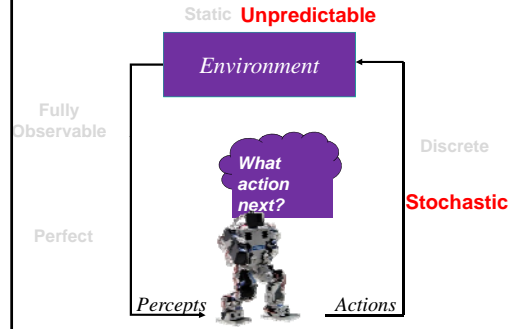 Static Unpredictable
Environment
Fully
Observable
What
action
next?
Discrete
Stochastic
Perfect
Percepts
Actions